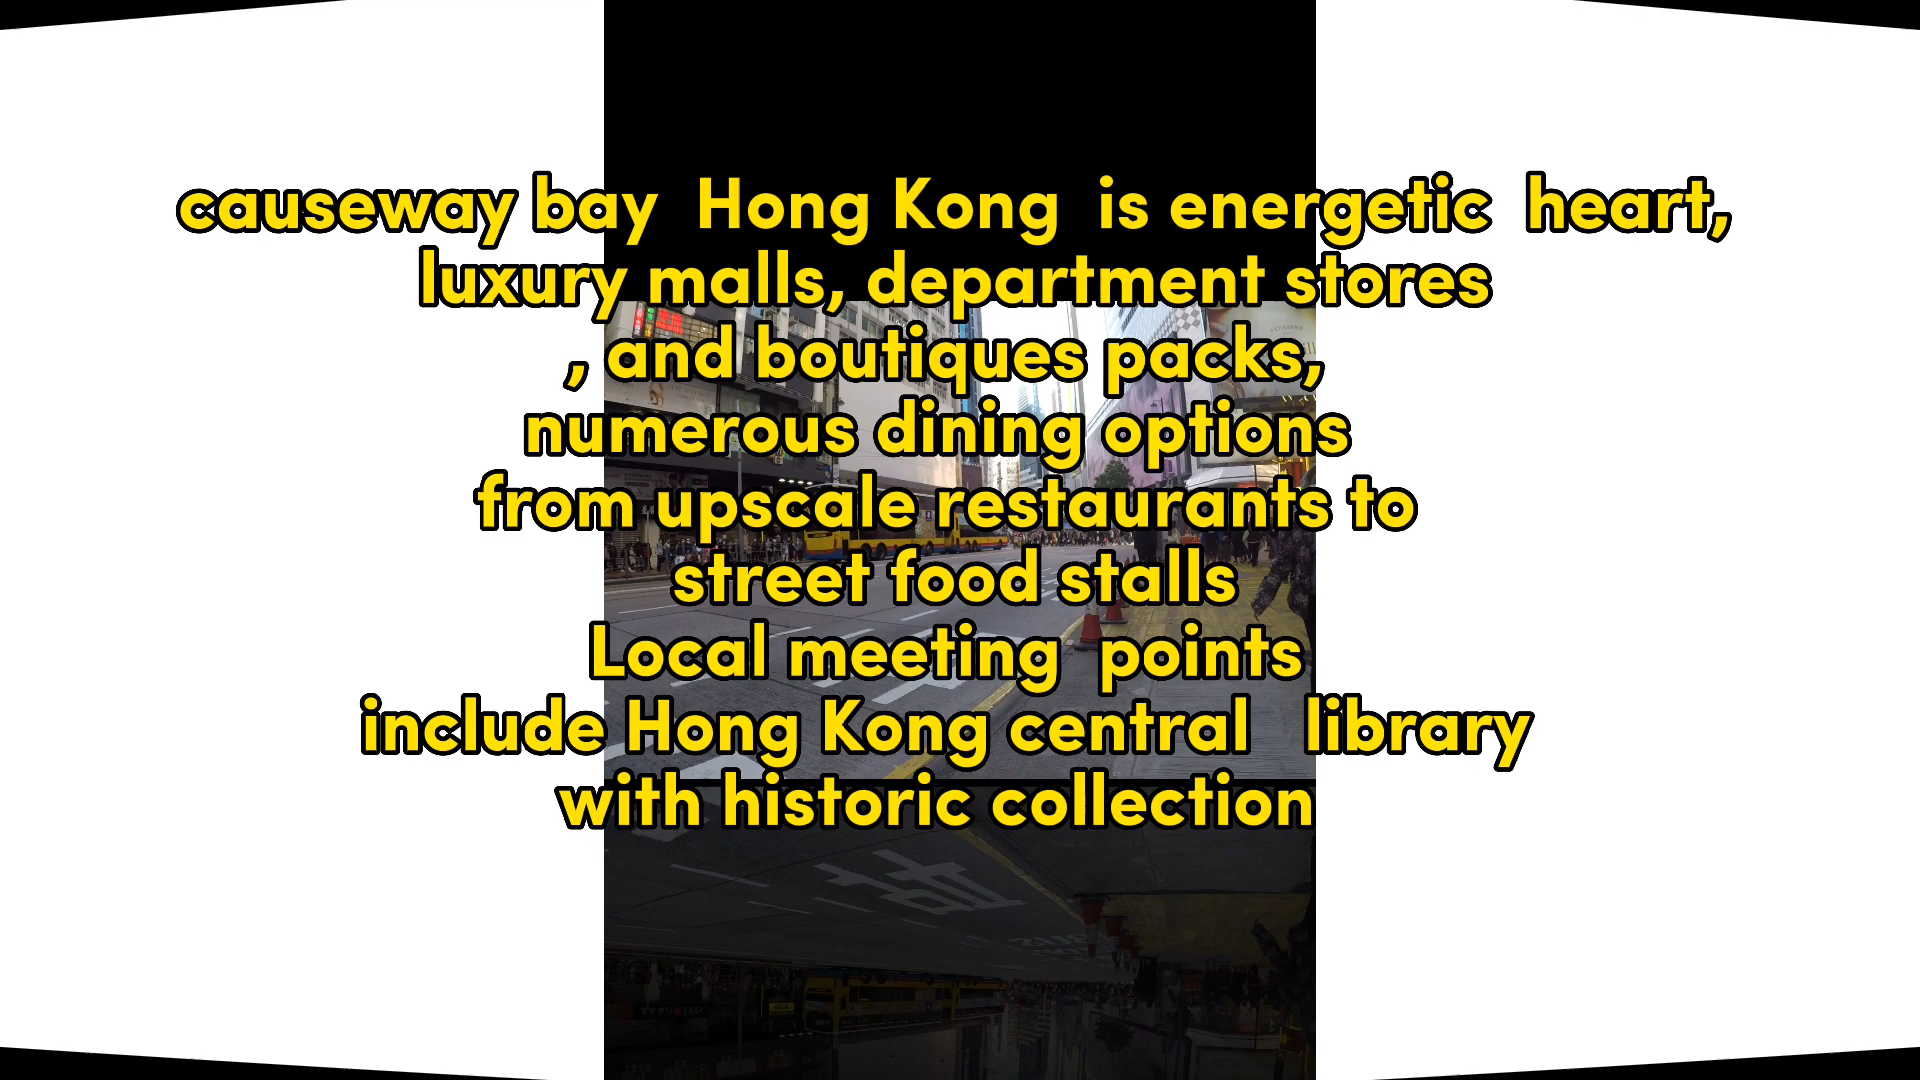 causeway bay  Hong Kong  is energetic  heart,
luxury malls, department stores
, and boutiques packs,
numerous dining options
from upscale restaurants to
street food stalls
Local meeting  points
include Hong Kong central   library
with historic collection